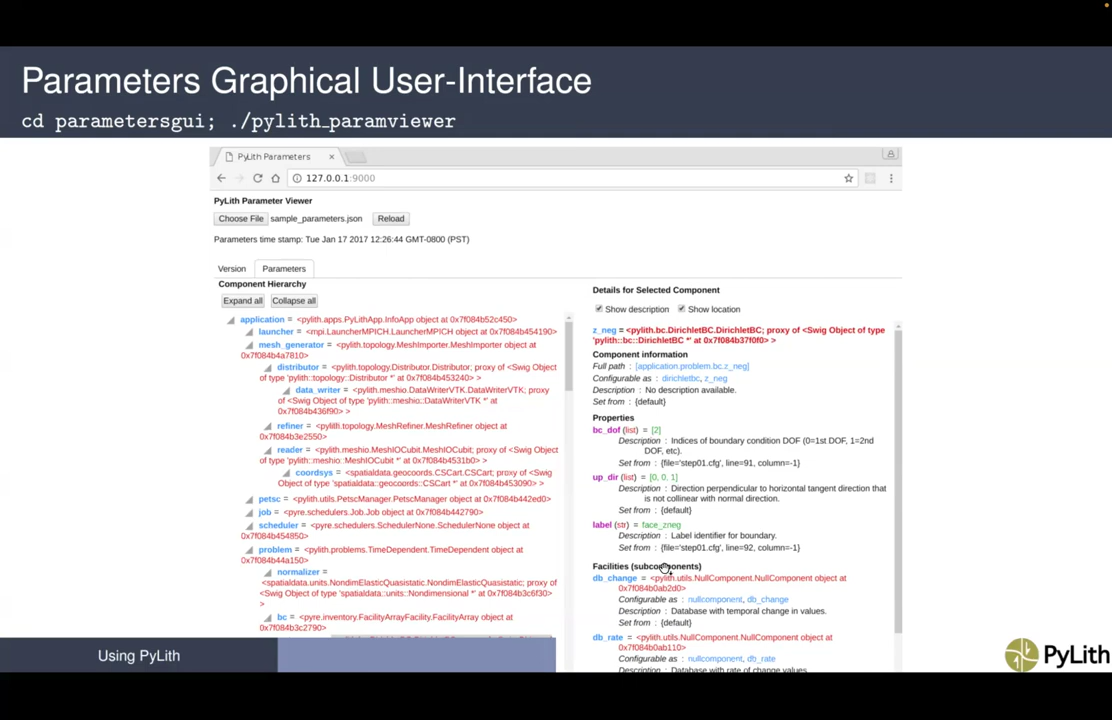 Parameters Graphical User-Interface
cd parametersgui; ./pylith_paramviewer
PyLith Parameters
127.0.0.1:9000
PyLith Parameter Viewer
Choose File sample_parameters.json Reload
Parameters time stamp: Tue Jan 17 2017 12:26:44 GMT-0800 (PST)
Version Parameters
Component Hierarchy
Expand all Collapse all
application = <pylith.apps.PyLithApp.InfoApp object at 0x7f084b52c450>
launcher = <mpi.LauncherMPICH.LauncherMPICH object at 0x7f084b454190>
mesh_generator = <pylith.topology.MeshImporter.MeshImporter object at
0x7f084b4a7810>
distributor = <pylith.topology.Distributor.Distributor; proxy of <Swig
Object of type 'pylith::topology::Distributor *' at 0x7f084b453240> >
data_writer = <pylith.meshio.DataWriterVTK.DataWriterVTK; proxy
of <Swig Object of type 'pylith::meshio::DataWriterVTK *' at
0x7f084b436f90> >
refiner = <pylith.topology.MeshRefiner.MeshRefiner object at
0x7f084b3e2550>
reader = <pylith.meshio.MeshIOCubit.MeshIOCubit; proxy of <Swig
Object of type 'pylith::meshio::MeshIOCubit *' at 0x7f084b4531b0> >
coordsys = <spatialdata.geocoords.CSCart.CSCart; proxy of <Swig
Object of type 'spatialdata::geocoords::CSCart *' at 0x7f084b453090> >
petsc = <pylith.utils.PetscManager.PetscManager object at 0x7f084b442ed0>
job = <pyre.schedulers.Job.Job object at 0x7f084b442790>
scheduler = <pyre.schedulers.SchedulerNone.SchedulerNone object at
0x7f084b454850>
problem = <pylith.problems.TimeDependent.TimeDependent object at
0x7f084b44a150>
normalizer =
<spatialdata.units.NondimElasticQuasistatic.NondimElasticQuasistatic; proxy of
<Swig Object of type 'spatialdata::units::Nondimensional *' at 0x7f084b3c6f30>
>
bc = <pyre.inventory.FacilityArrayFacility.FacilityArray object at
0x7f084b3c2790>
Details for Selected Component
Show description Show location
z_neg = <pylith.bc.DirichletBC.DirichletBC; proxy of <Swig Object of type
'pylith::bc::DirichletBC *' at 0x7f084b37f0f0> >
Component information
Full path : [application.problem.bc.z_neg]
Configurable as : dirichletbc, z_neg
Description : No description available.
Set from : {default}
Properties
bc_dof (list) = [2]
Description : Indices of boundary condition DOF (0=1st DOF, 1=2nd
DOF, etc).
Set from : {file='step01.cfg', line=91, column=-1}
up_dir (list) = [0, 0, 1]
Description : Direction perpendicular to horizontal tangent direction that
is not collinear with normal direction.
Set from : {default}
label (str) = face_zneg
Description : Label identifier for boundary.
Set from : {file='step01.cfg', line=92, column=-1}
Facilities (subcomponents)
db_change = <pylith.utils.NullComponent.NullComponent object at
0x7f084b0ab2d0>
Configurable as : nullcomponent, db_change
Description : Database with temporal change in values.
Set from : {default}
db_rate = <pylith.utils.NullComponent.NullComponent object at
0x7f084b0ab110>
Configurable as : nullcomponent, db_rate
Description : Database with rate of change values.
Using PyLith
PyLith